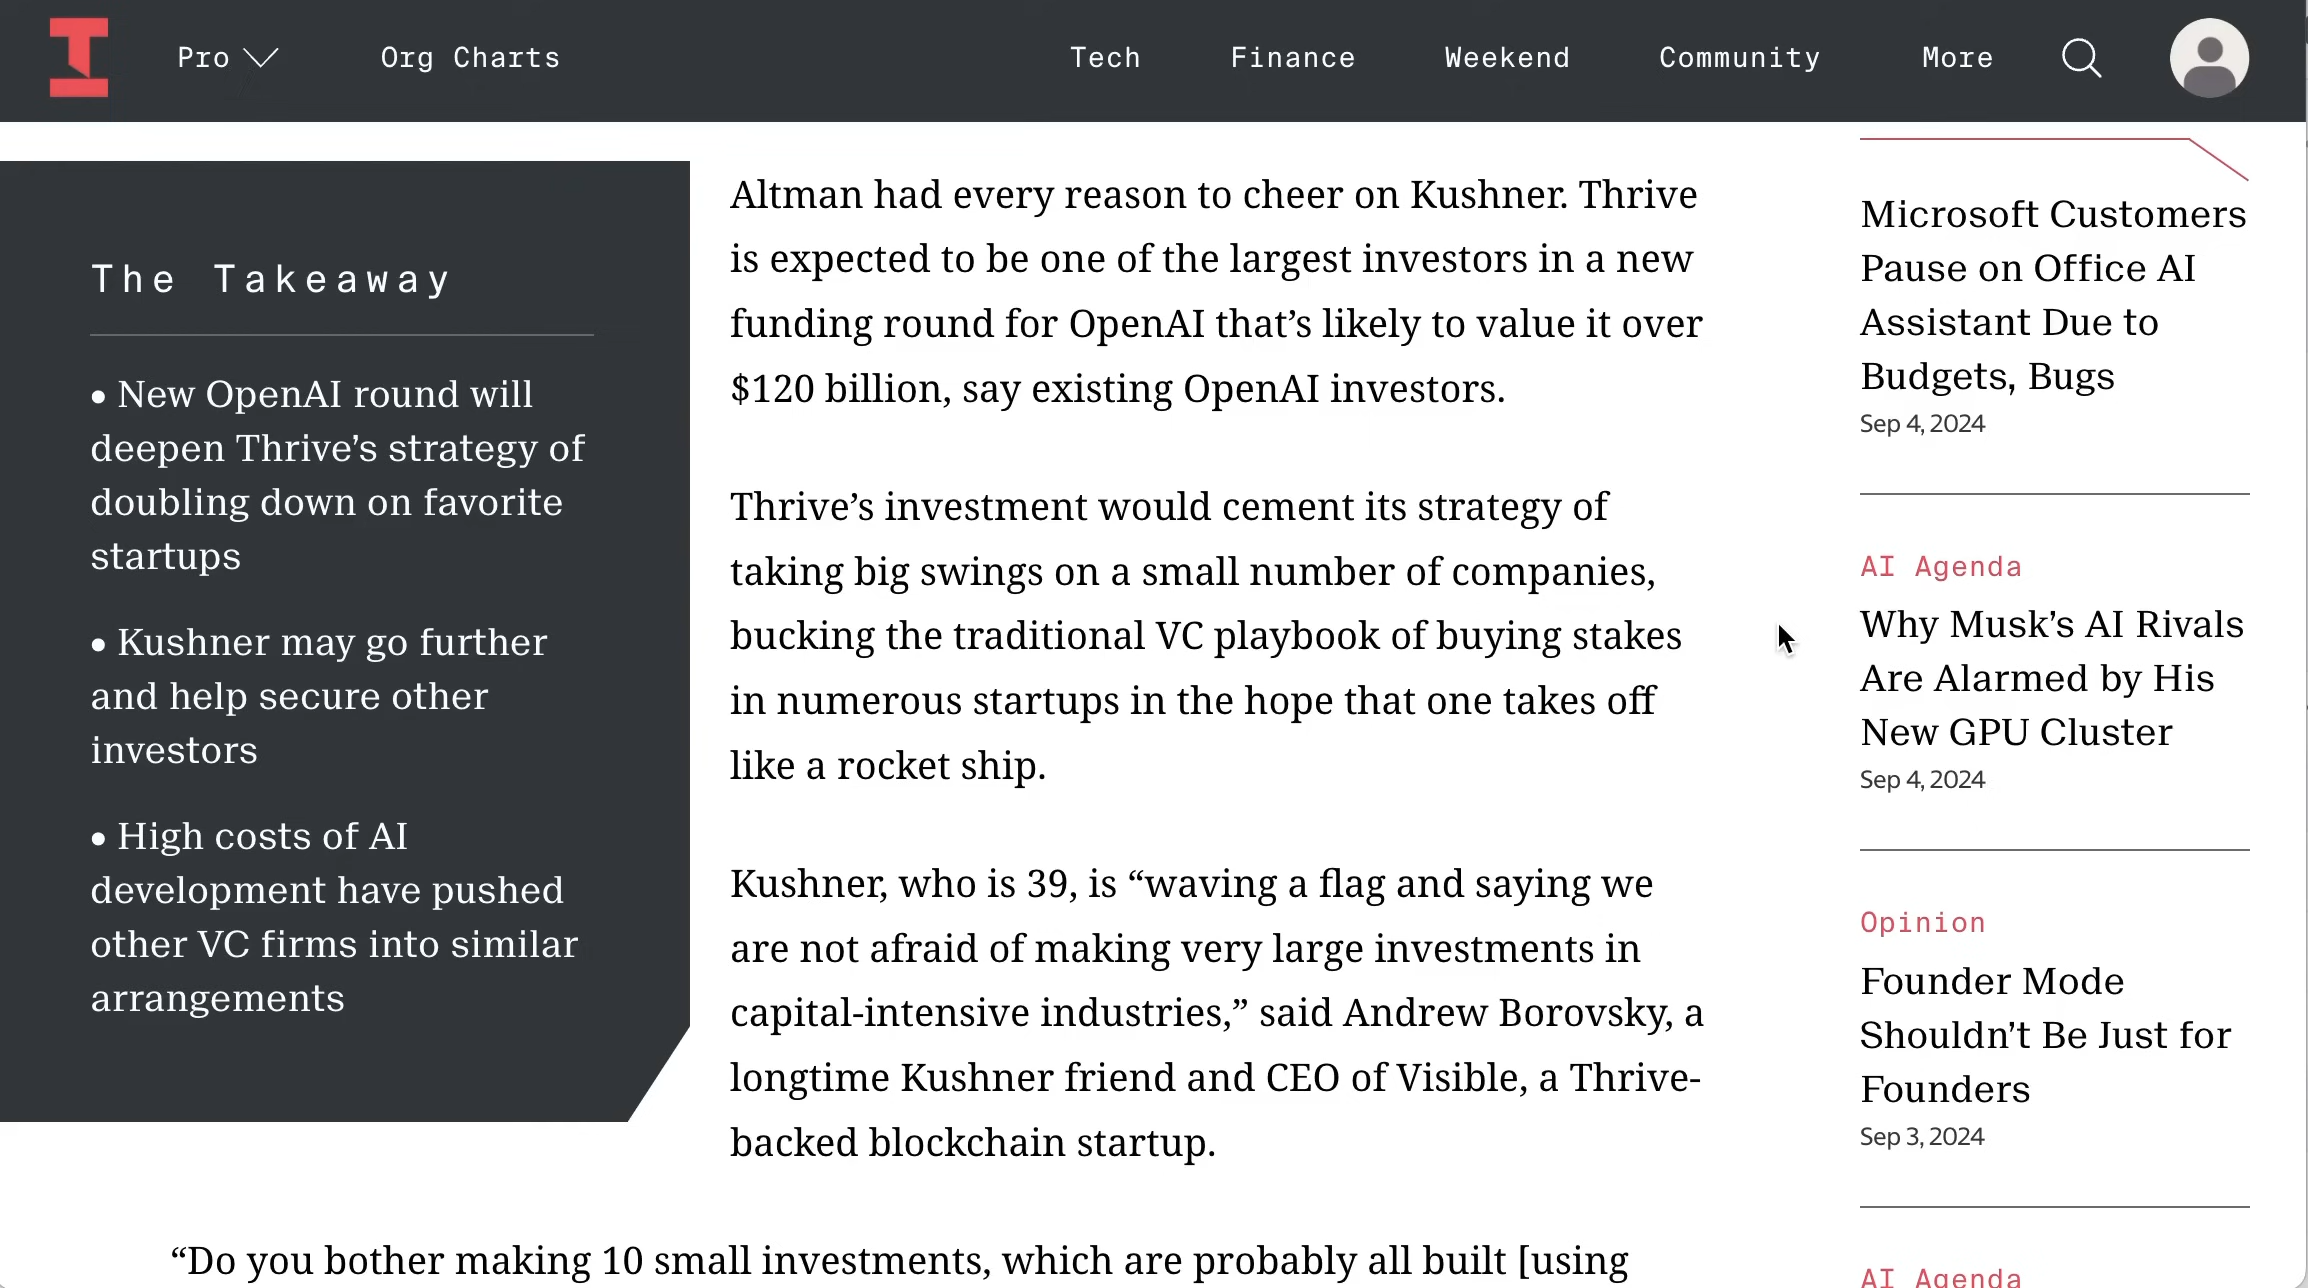 Pro
Org Charts
Tech
Finance
Weekend
Community
More
The Takeaway
• New OpenAI round will
deepen Thrive’s strategy of
doubling down on favorite
startups
• Kushner may go further
and help secure other
investors
• High costs of AI
development have pushed
other VC firms into similar
arrangements
Altman had every reason to cheer on Kushner. Thrive
is expected to be one of the largest investors in a new
funding round for OpenAI that’s likely to value it over
$120 billion, say existing OpenAI investors.
Thrive’s investment would cement its strategy of
taking big swings on a small number of companies,
bucking the traditional VC playbook of buying stakes
in numerous startups in the hope that one takes off
like a rocket ship.
Kushner, who is 39, is “waving a flag and saying we
are not afraid of making very large investments in
capital-intensive industries,” said Andrew Borovsky, a
longtime Kushner friend and CEO of Visible, a Thrive-
backed blockchain startup.
“Do you bother making 10 small investments, which are probably all built [using
Microsoft Customers
Pause on Office AI
Assistant Due to
Budgets, Bugs
Sep 4, 2024
AI Agenda
Why Musk’s AI Rivals
Are Alarmed by His
New GPU Cluster
Sep 4, 2024
Opinion
Founder Mode
Shouldn’t Be Just for
Founders
Sep 3, 2024
AI Agenda